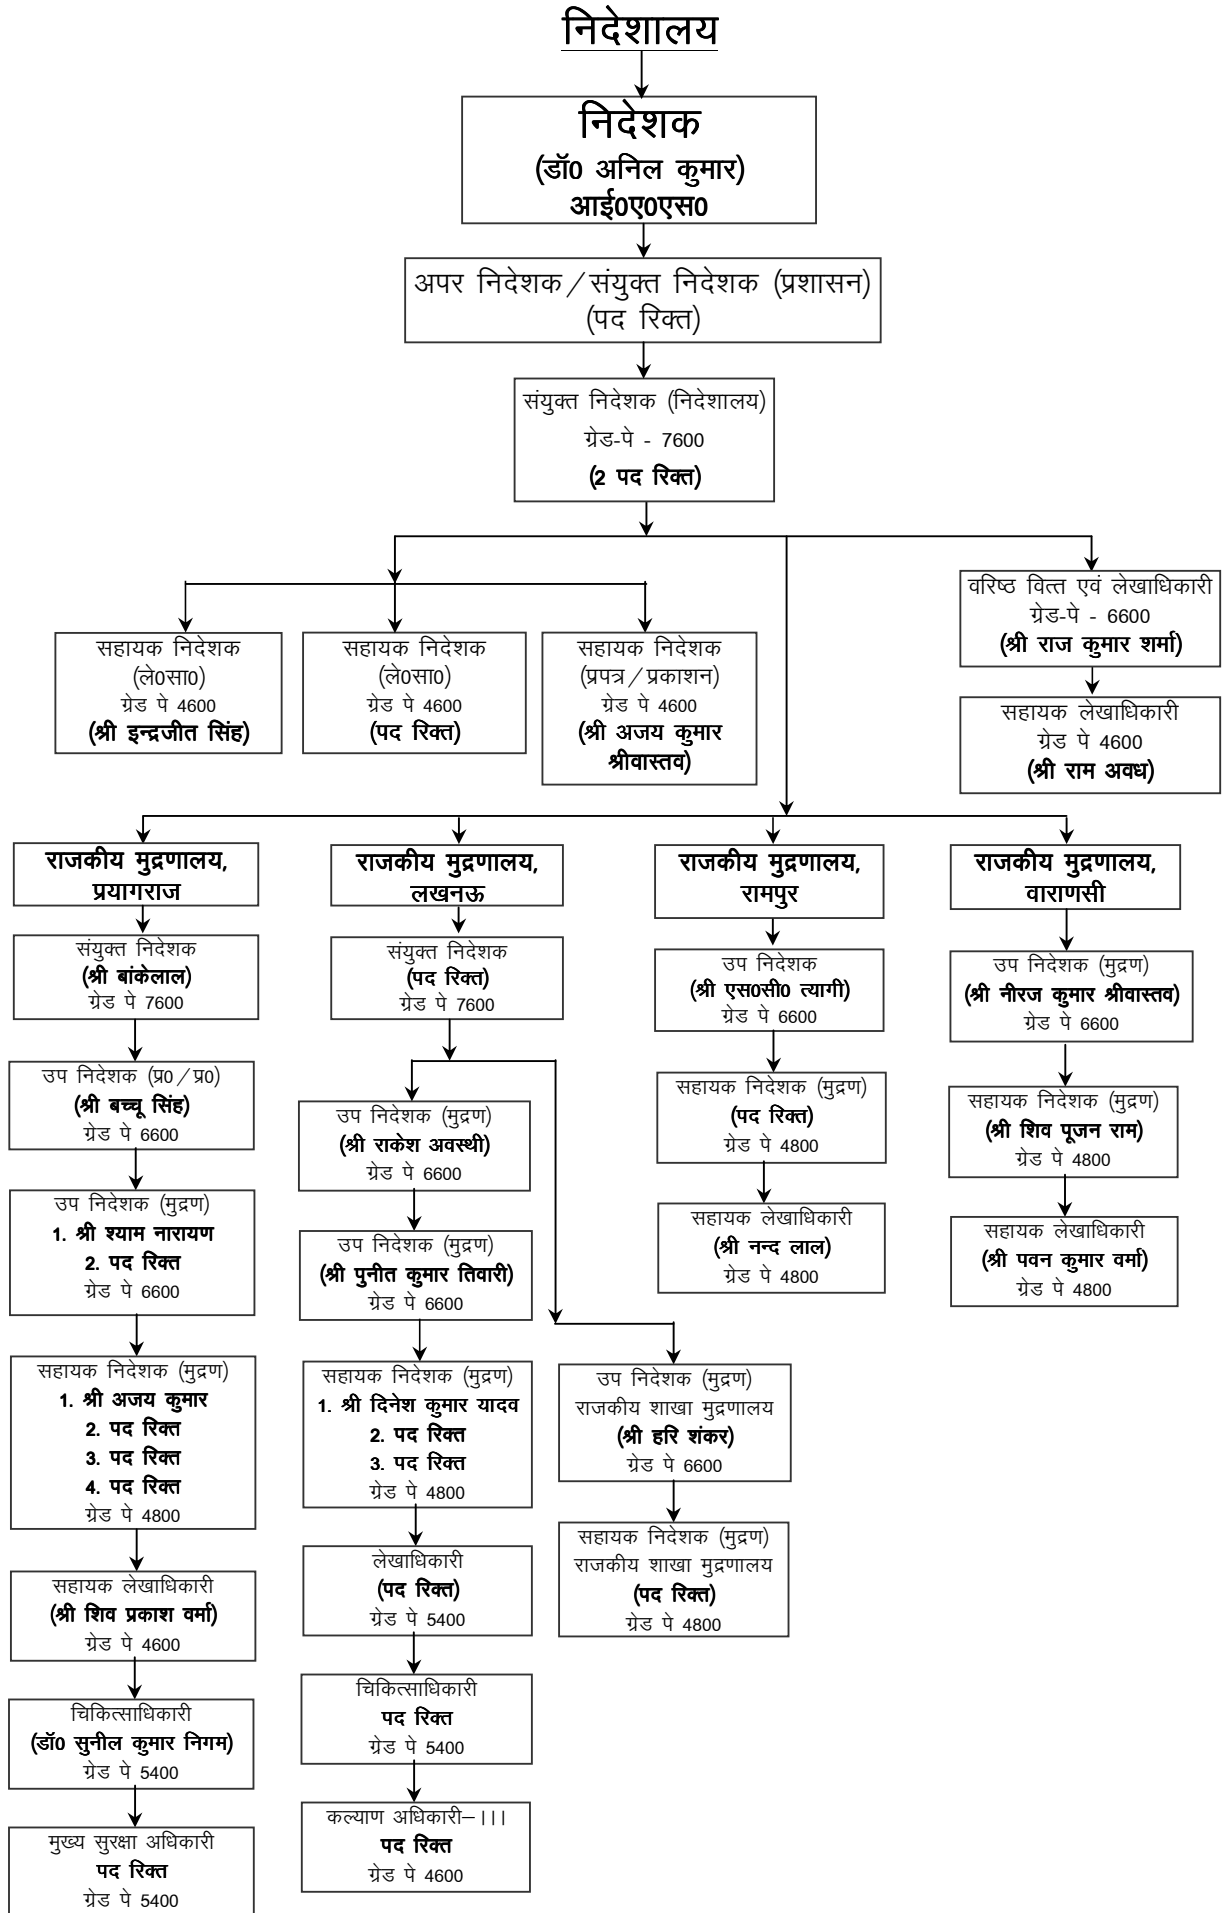 निदेशालय
निदेशक
(डॉ0 अनिल कुमार)
आई0ए0एस0
अपर निदेशक/संयुक्त निदेशक (प्रशासन)
(पद रिक्त)
संयुक्त निदेशक (निदेशालय)
ग्रेड-पे - 7600
(2 पद रिक्त)
सहायक निदेशक
(ले0सा0)
ग्रेड पे 4600
(श्री इन्द्रजीत सिंह)
सहायक निदेशक
(ले0सा0)
ग्रेड पे 4600
(पद रिक्त)
सहायक निदेशक
(प्रपत्र/प्रकाशन)
ग्रेड पे 4600
(श्री अजय कुमार
श्रीवास्तव)
वरिष्ठ वित्त एवं लेखाधिकारी
ग्रेड-पे - 6600
(श्री राज कुमार शर्मा)
सहायक लेखाधिकारी
ग्रेड पे 4600
(श्री राम अवध)
राजकीय मुद्रणालय,
प्रयागराज
संयुक्त निदेशक
(श्री बांकेलाल)
ग्रेड पे 7600
उप निदेशक (प्र0/प्र0)
(श्री बच्चू सिंह)
ग्रेड पे 6600
उप निदेशक (मुद्रण)
1. श्री श्याम नारायण
2. पद रिक्त
ग्रेड पे 6600
सहायक निदेशक (मुद्रण)
1. श्री अजय कुमार
2. पद रिक्त
3. पद रिक्त
4. पद रिक्त
ग्रेड पे 4800
सहायक लेखाधिकारी
(श्री शिव प्रकाश वर्मा)
ग्रेड पे 4600
चिकित्साधिकारी
(डॉ0 सुनील कुमार निगम)
ग्रेड पे 5400
मुख्य सुरक्षा अधिकारी
पद रिक्त
ग्रेड पे 5400
राजकीय मुद्रणालय,
लखनऊ
संयुक्त निदेशक
(पद रिक्त)
ग्रेड पे 7600
उप निदेशक (मुद्रण)
(श्री राकेश अवस्थी)
ग्रेड पे 6600
उप निदेशक (मुद्रण)
(श्री पुनीत कुमार तिवारी)
ग्रेड पे 6600
सहायक निदेशक (मुद्रण)
1. श्री दिनेश कुमार यादव
2. पद रिक्त
3. पद रिक्त
ग्रेड पे 4800
लेखाधिकारी
(पद रिक्त)
ग्रेड पे 5400
चिकित्साधिकारी
पद रिक्त
ग्रेड पे 5400
कल्याण अधिकारी–।।।
पद रिक्त
ग्रेड पे 4600
उप निदेशक (मुद्रण)
राजकीय शाखा मुद्रणालय
(श्री हरि शंकर)
ग्रेड पे 6600
सहायक निदेशक (मुद्रण)
राजकीय शाखा मुद्रणालय
(पद रिक्त)
ग्रेड पे 4800
राजकीय मुद्रणालय,
रामपुर
उप निदेशक
(श्री एस0सी0 त्यागी)
ग्रेड पे 6600
सहायक निदेशक (मुद्रण)
(पद रिक्त)
ग्रेड पे 4800
सहायक लेखाधिकारी
(श्री नन्द लाल)
ग्रेड पे 4800
राजकीय मुद्रणालय,
वाराणसी
उप निदेशक (मुद्रण)
(श्री नीरज कुमार श्रीवास्तव)
ग्रेड पे 6600
सहायक निदेशक (मुद्रण)
(श्री शिव पूजन राम)
ग्रेड पे 4800
सहायक लेखाधिकारी
(श्री पवन कुमार वर्मा)
ग्रेड पे 4800